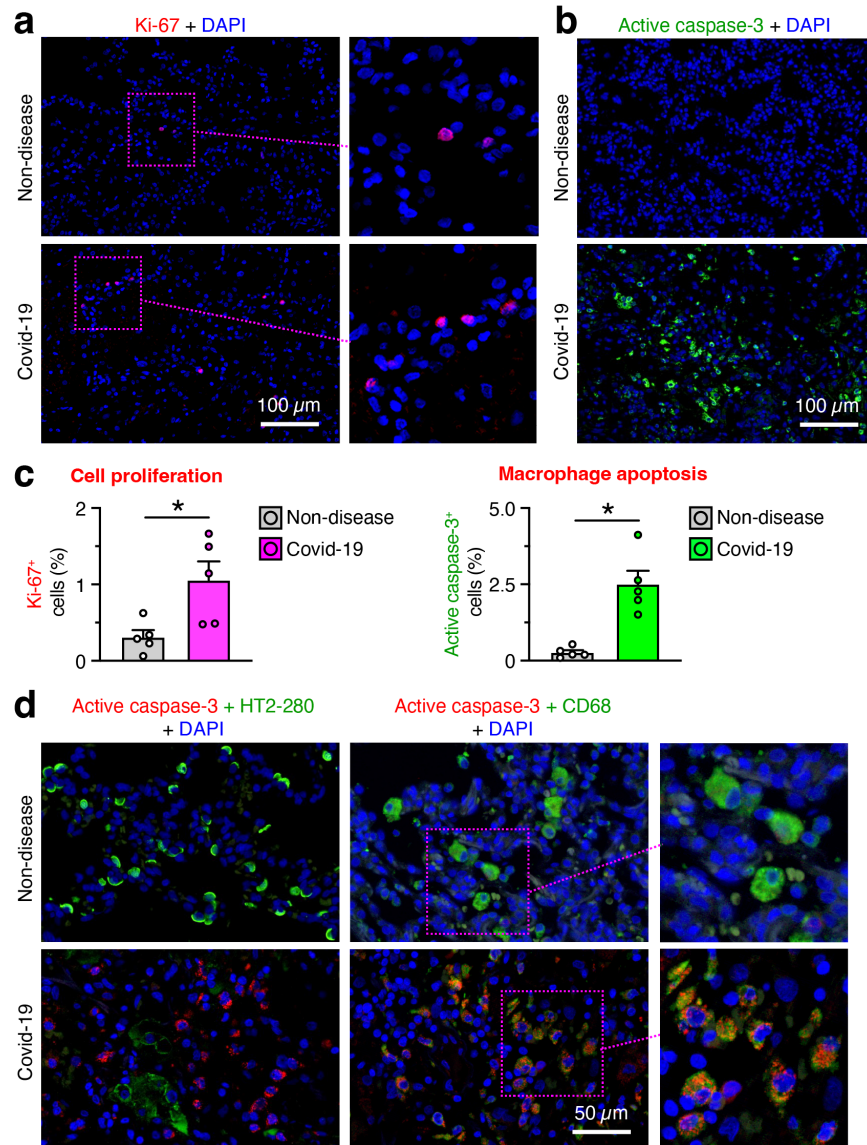 a
Ki-67 + DAPI
Non-disease
Covid-19
100 µm
b
Active caspase-3 + DAPI
Non-disease
Covid-19
100 µm
c
Cell proliferation
2
1
0
Ki-67+
cells (%)
*
Non-disease
Covid-19
Macrophage apoptosis
5.0
2.5
0
Active caspase-3+
cells (%)
*
Non-disease
Covid-19
d
Active caspase-3 + HT2-280
+ DAPI
Active caspase-3 + CD68
+ DAPI
Non-disease
Covid-19
50 µm